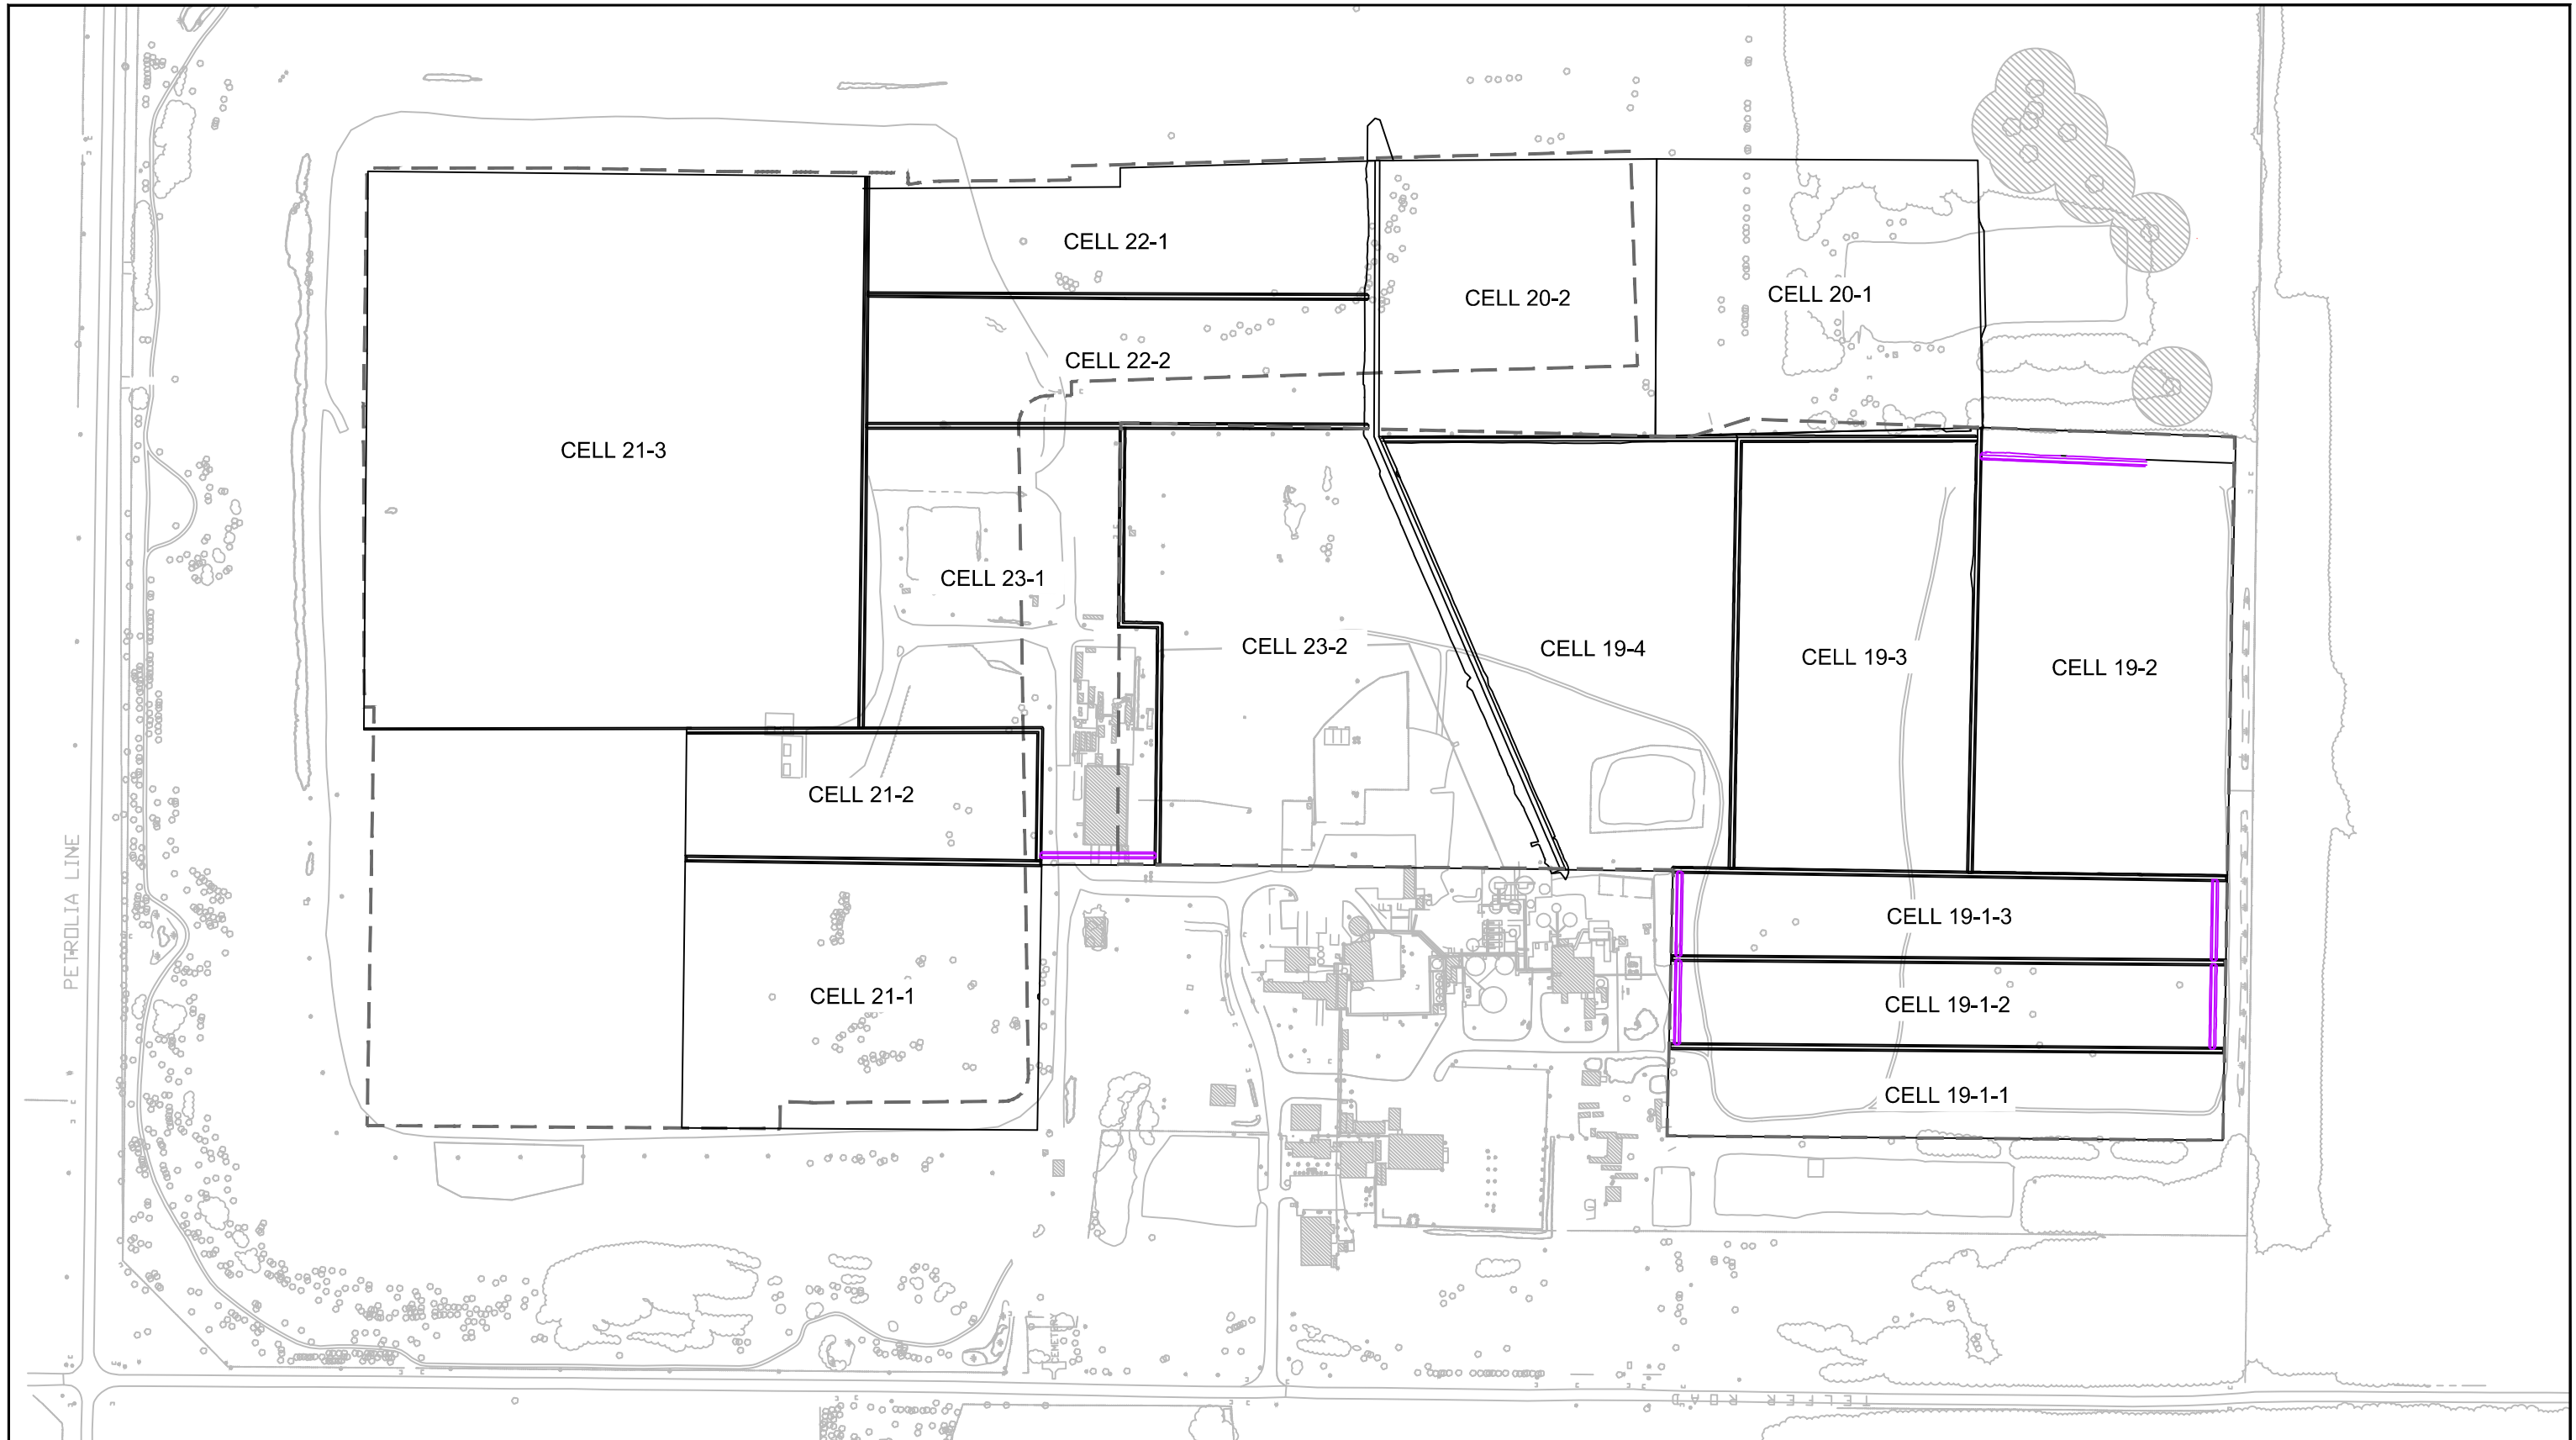 CELL 22-1
CELL 20-2
CELL 20-1
CELL 22-2
CELL 21-3
CELL 23-1
CELL 23-2
CELL 19-4
CELL 19-3
CELL 19-2
CELL 21-2
PETROLIA LINE
CELL 19-1-3
CELL 21-1
CELL 19-1-2
CELL 19-1-1
CEMETERY
TELFER ROAD